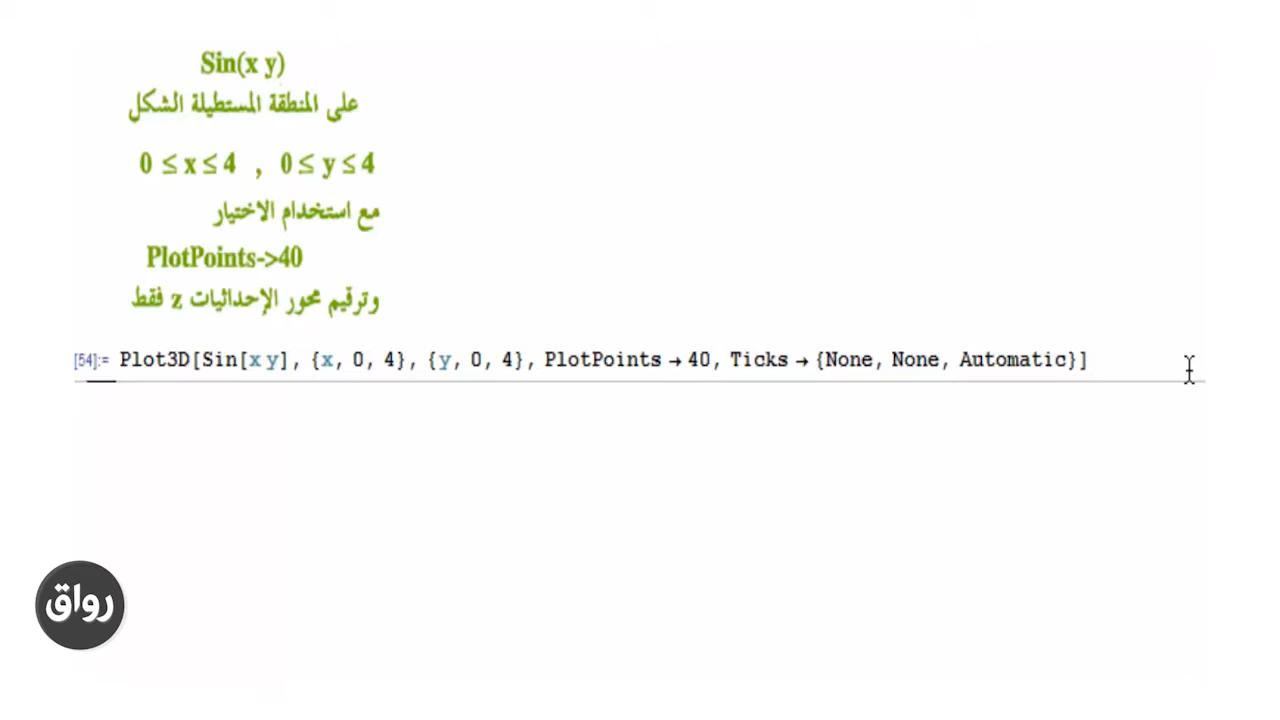 Sin(x y)
على المنطقة المستطيلة الشكل
0 ≤ x ≤ 4 , 0 ≤ y ≤ 4
مع استخدام الاختيار
PlotPoints->40
وترقيم محور الإحداثيات z فقط
[54]:= Plot3D[Sin[x y], {x, 0, 4}, {y, 0, 4}, PlotPoints → 40, Ticks → {None, None, Automatic}]
رواق